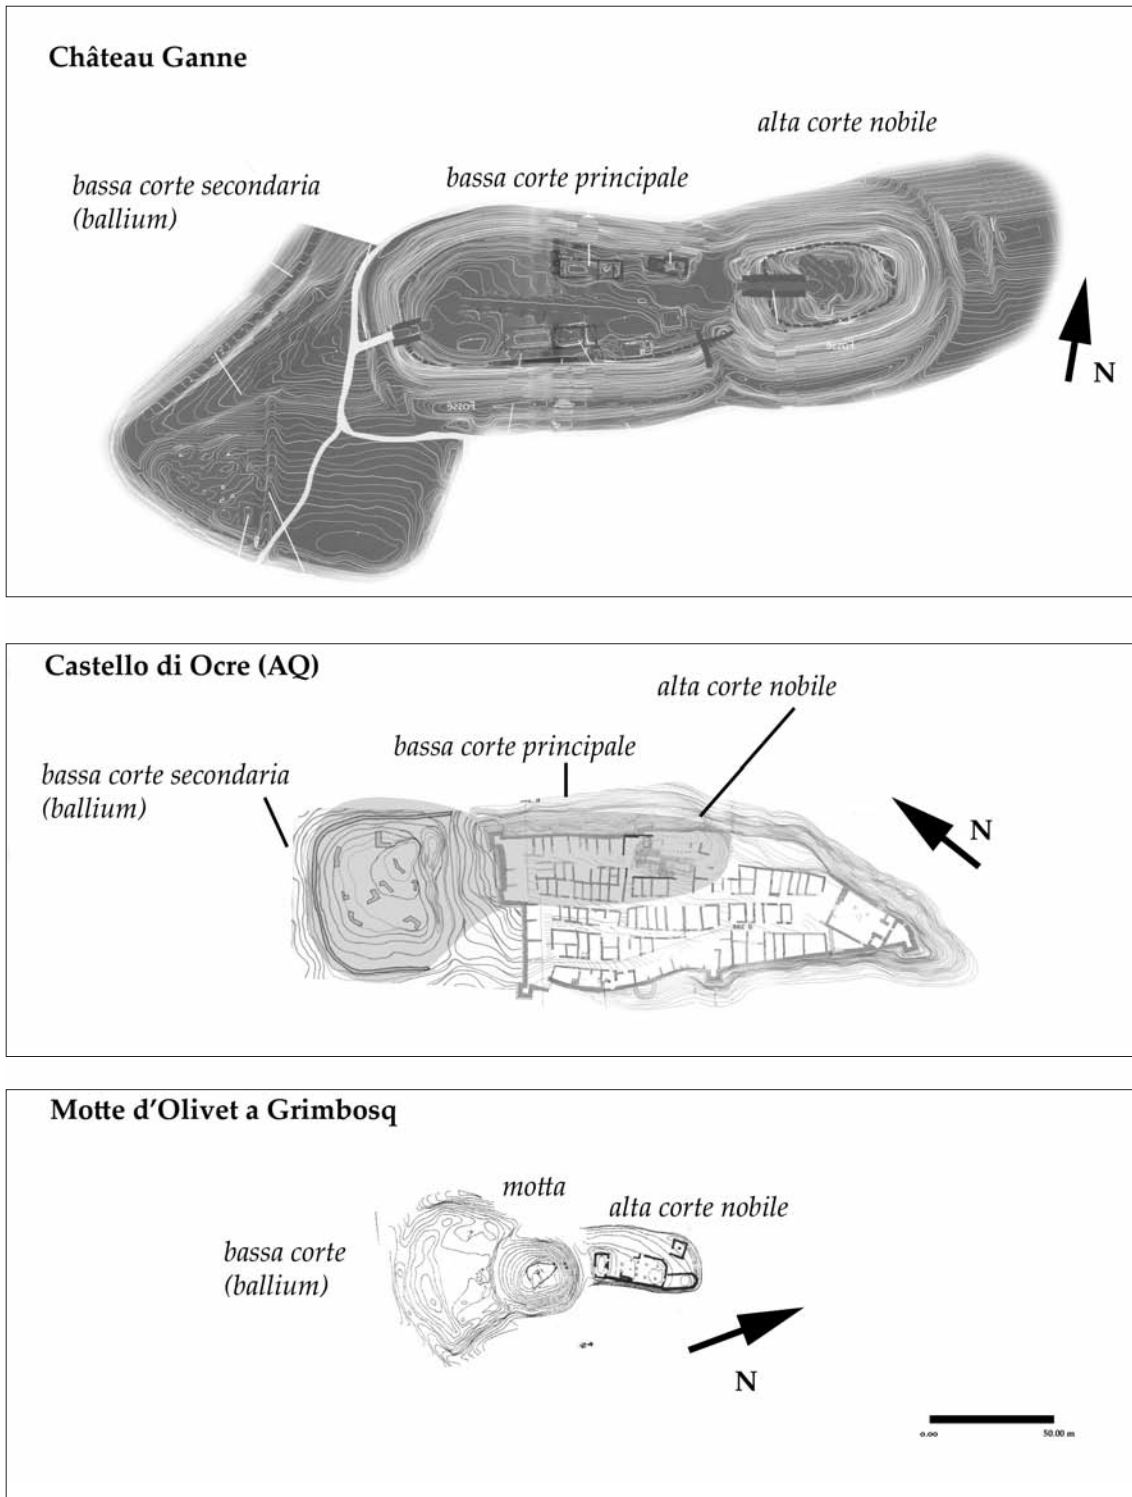 Château Ganne
alta corte nobile
bassa corte principale
bassa corte secondaria
(ballium)
Fossé
Fossé
N
Castello di Ocre (AQ)
alta corte nobile
bassa corte principale
bassa corte secondaria
(ballium)
N
Motte d'Olivet a Grimbosq
motta
alta corte nobile
bassa corte
(ballium)
N
0.00
50.00 m